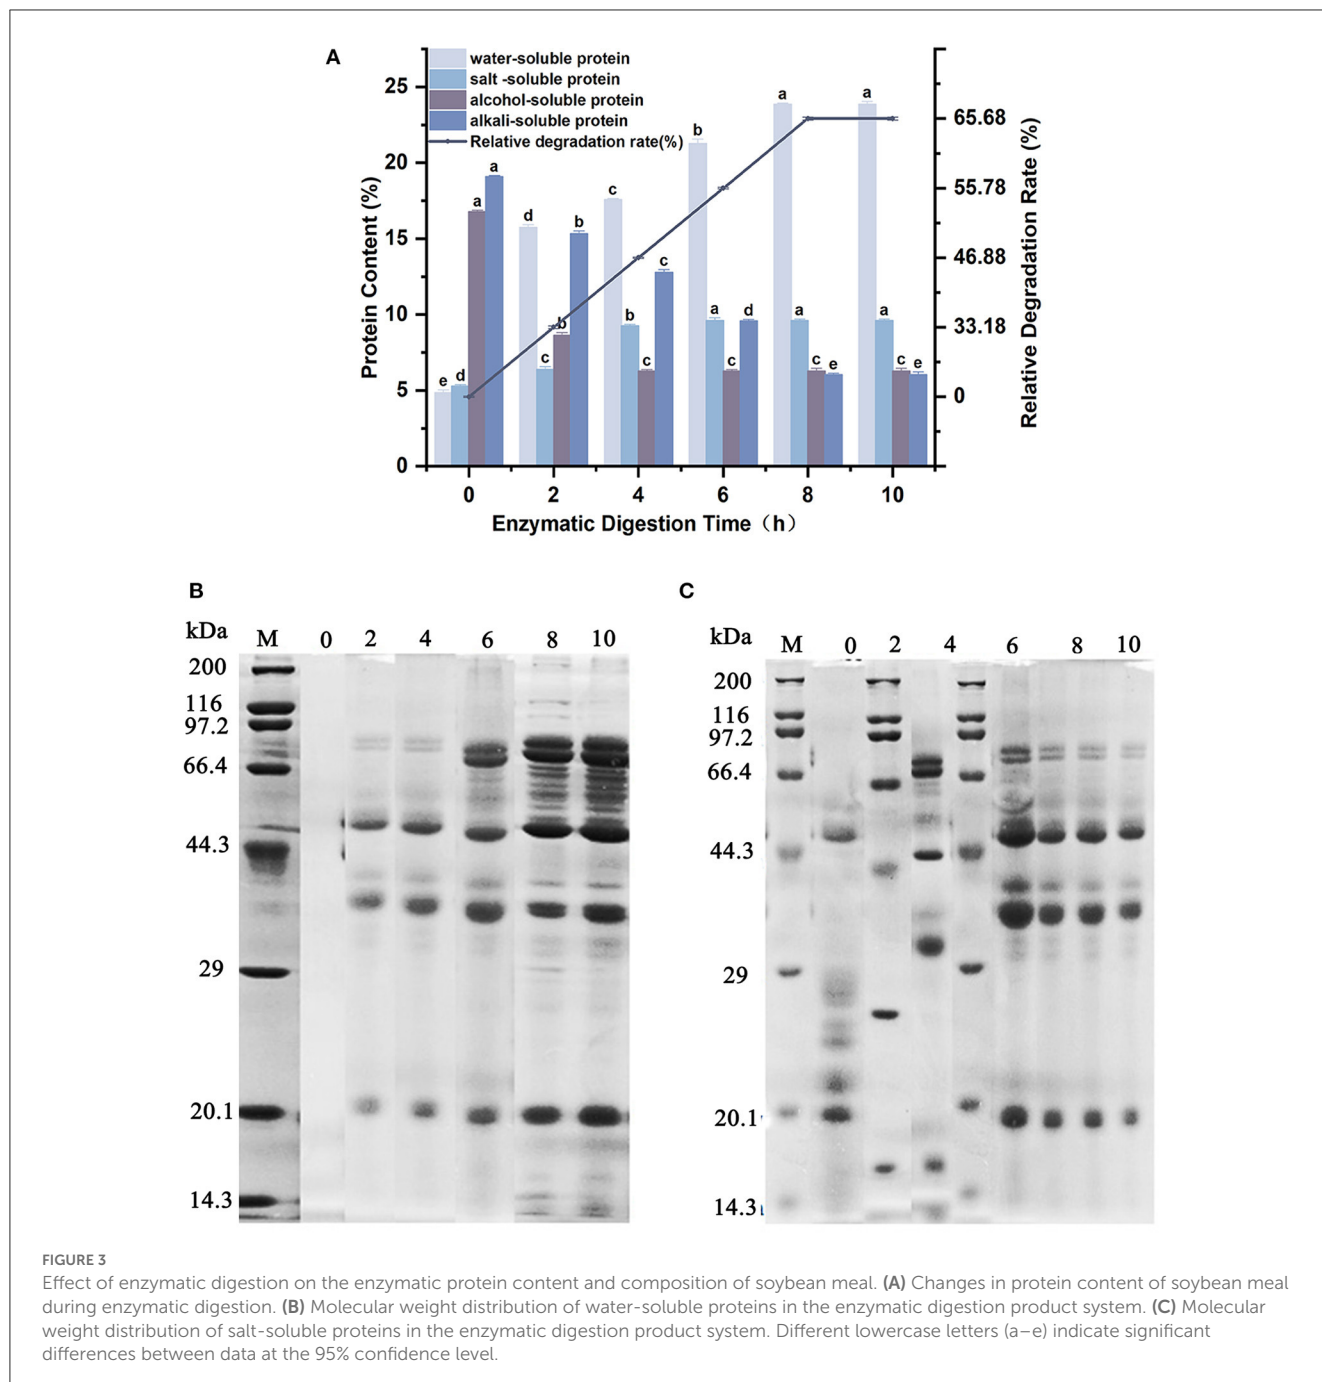 A
water-soluble protein
salt -soluble protein
alcohol-soluble protein
alkali-soluble protein
Relative degradation rate(%)
Protein Content (%)
25
20
15
10
5
0
e d a a
d c b b
c b c c
b a c d
a a c e
a a c e
65.68
55.78
46.88
33.18
0
Relative Degradation Rate (%)
0 2 4 6 8 10
Enzymatic Digestion Time（h）
B
kDa M 0 2 4 6 8 10
200
116
97.2
66.4
44.3
29
20.1
14.3
C
kDa M 0 2 4 6 8 10
200
116
97.2
66.4
44.3
29
20.1
14.3
FIGURE 3
Effect of enzymatic digestion on the enzymatic protein content and composition of soybean meal. (A) Changes in protein content of soybean meal
during enzymatic digestion. (B) Molecular weight distribution of water-soluble proteins in the enzymatic digestion product system. (C) Molecular
weight distribution of salt-soluble proteins in the enzymatic digestion product system. Different lowercase letters (a–e) indicate significant
differences between data at the 95% confidence level.